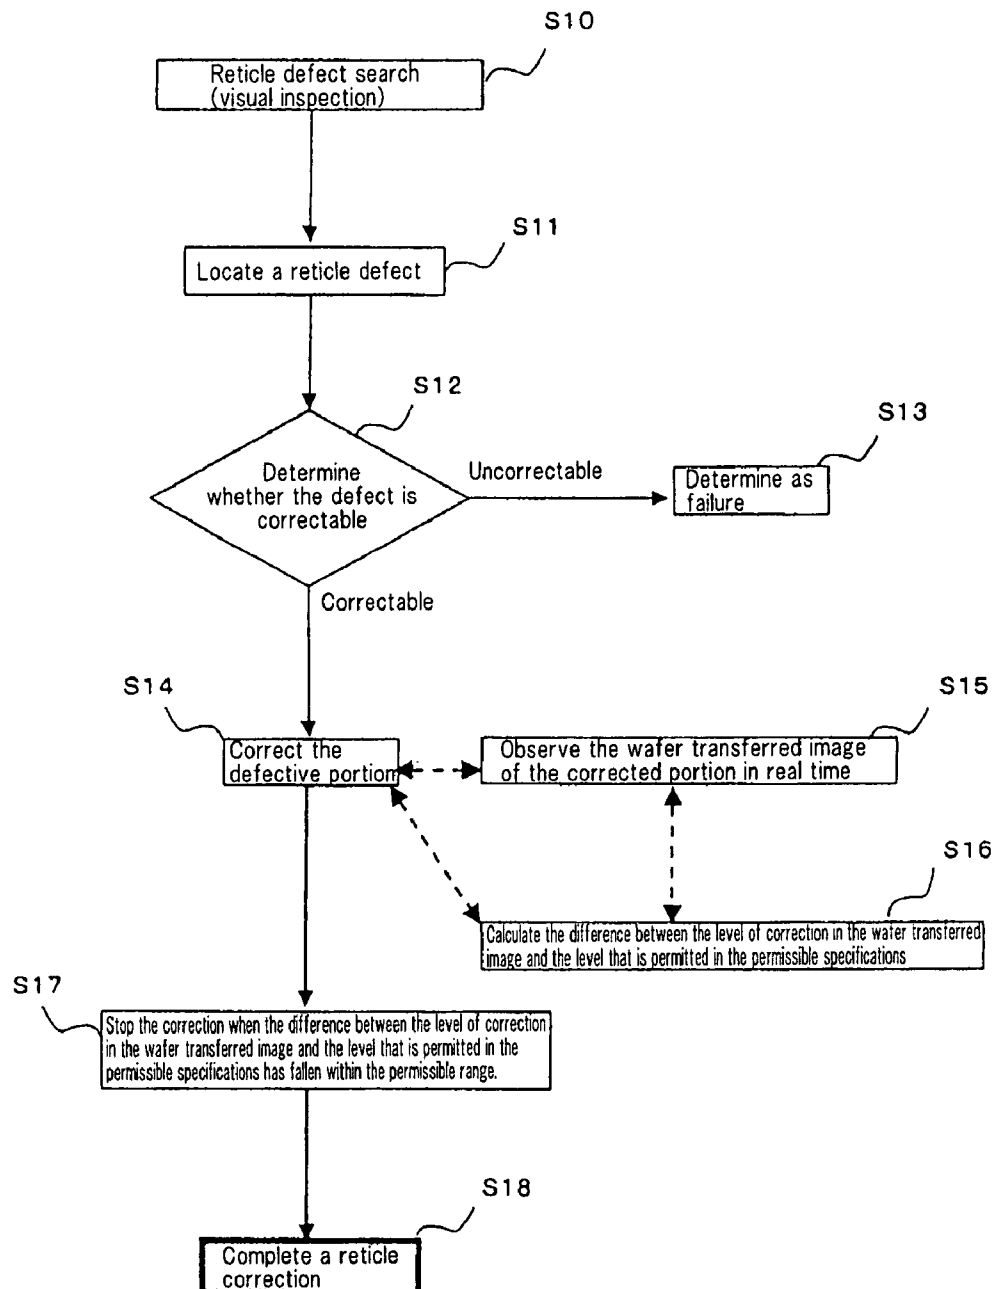 S10
Reticle defect search
(visual inspection)
S11
Locate a reticle defect
S12
Determine
whether the defect is
correctable
Uncorrectable
S13
Determine as
failure
Correctable
S14
Correct the
defective portion
S15
Observe the wafer transferred image
of the corrected portion in real time
S16
Calculate the difference between the level of correction in the wafer transferred
image and the level that is permitted in the permissible specifications
S17
Stop the correction when the difference between the level of correction
in the wafer transferred image and the level that is permitted in the
permissible specifications has fallen within the permissible range.
S18
Complete a reticle
correction